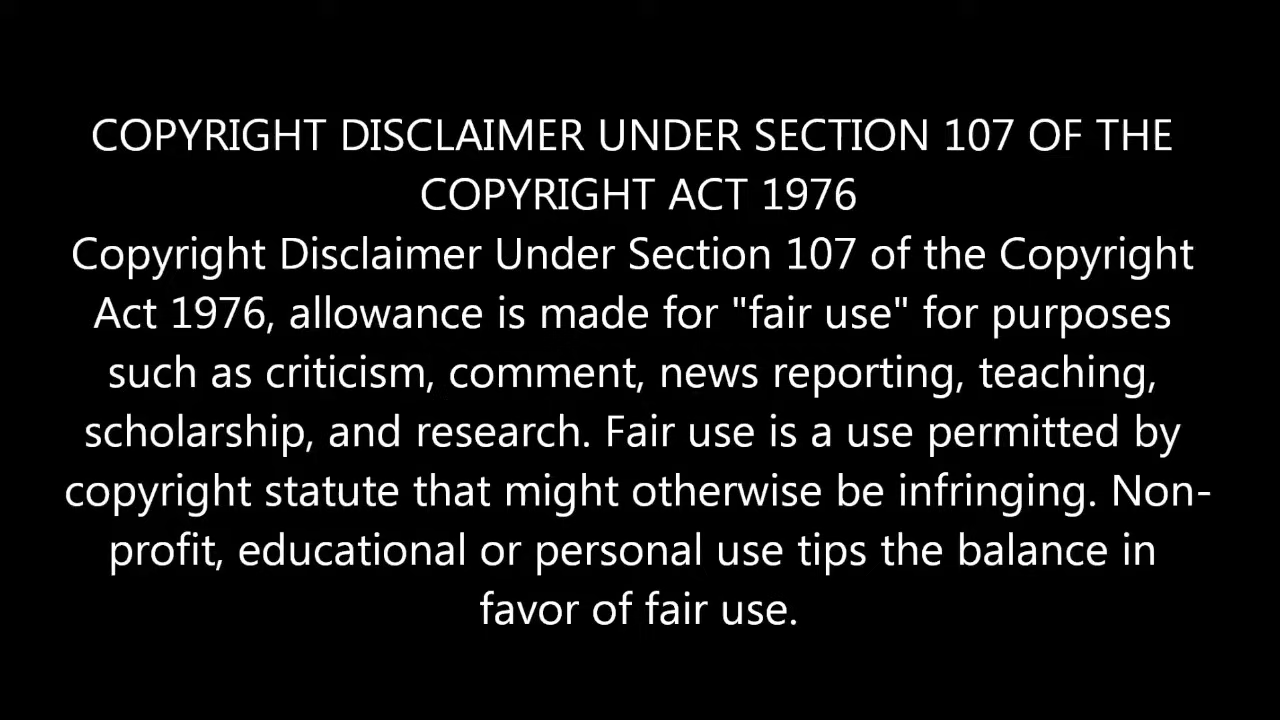 COPYRIGHT DISCLAIMER UNDER SECTION 107 OF THE
COPYRIGHT ACT 1976
Copyright Disclaimer Under Section 107 of the Copyright
Act 1976, allowance is made for "fair use" for purposes
such as criticism, comment, news reporting, teaching,
scholarship, and research. Fair use is a use permitted by
copyright statute that might otherwise be infringing. Non-
profit, educational or personal use tips the balance in
favor of fair use.